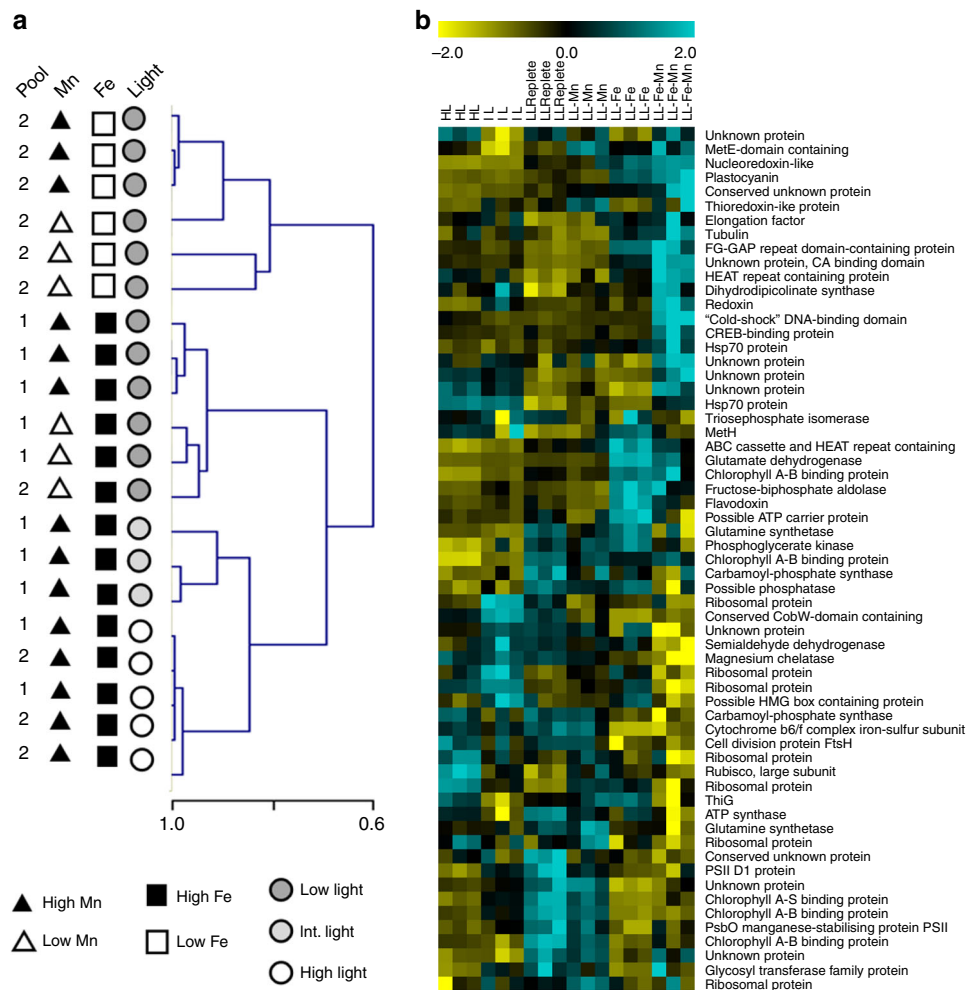 a
Pool Mn Fe Light
2
2
2
2
2
2
1
1
1
1
1
2
1
1
1
1
2
1
2
2
1.0 0.6
High Mn
Low Mn
High Fe
Low Fe
Low light
Int. light
High light
b
−2.0 0.0 2.0
HL
HL
HL
IL
IL
IL
LLReplete
LLReplete
LLReplete
LL-Mn
LL-Mn
LL-Mn
LL-Fe
LL-Fe
LL-Fe
LL-Fe-Mn
LL-Fe-Mn
LL-Fe-Mn
Unknown protein
MetE-domain containing
Nucleoredoxin-like
Plastocyanin
Conserved unknown protein
Thioredoxin-ike protein
Elongation factor
Tubulin
FG-GAP repeat domain-containing protein
Unknown protein, CA binding domain
HEAT repeat containing protein
Dihydrodipicolinate synthase
Redoxin
“Cold-shock” DNA-binding domain
CREB-binding protein
Hsp70 protein
Unknown protein
Unknown protein
Unknown protein
Hsp70 protein
Triosephosphate isomerase
MetH
ABC cassette and HEAT repeat containing
Glutamate dehydrogenase
Chlorophyll A-B binding protein
Fructose-biphosphate aldolase
Flavodoxin
Possible ATP carrier protein
Glutamine synthetase
Phosphoglycerate kinase
Chlorophyll A-B binding protein
Carbamoyl-phosphate synthase
Possible phosphatase
Ribosomal protein
Conserved CobW-domain containing
Unknown protein
Semialdehyde dehydrogenase
Magnesium chelatase
Ribosomal protein
Ribosomal protein
Possible HMG box containing protein
Carbamoyl-phosphate synthase
Cytochrome b6/f complex iron-sulfur subunit
Cell division protein FtsH
Ribosomal protein
Rubisco, large subunit
Ribosomal protein
ThiG
ATP synthase
Glutamine synthetase
Ribosomal protein
Conserved unknown protein
PSII D1 protein
Unknown protein
Chlorophyll A-S binding protein
Chlorophyll A-B binding protein
PsbO manganese-stabilising protein PSII
Chlorophyll A-B binding protein
Unknown protein
Glycosyl transferase family protein
Ribosomal protein